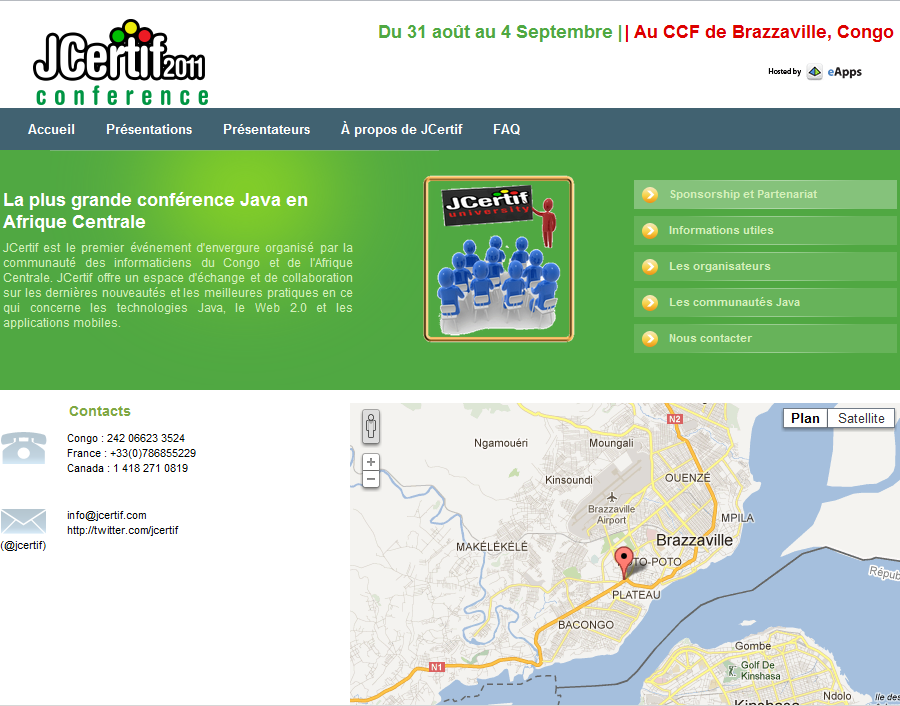 JCertif 2011
conference
Du 31 août au 4 Septembre || Au CCF de Brazzaville, Congo
Hosted by eApps
Accueil Présentations Présentateurs À propos de JCertif FAQ
La plus grande conférence Java en
Afrique Centrale
JCertif est le premier événement d'envergure organisé par la
communauté des informaticiens du Congo et de l'Afrique
Centrale. JCertif offre un espace d'échange et de collaboration
sur les dernières nouveautés et les meilleures pratiques en ce
qui concerne les technologies Java, le Web 2.0 et les
applications mobiles.
JCertif
university
Sponsorship et Partenariat
Informations utiles
Les organisateurs
Les communautés Java
Nous contacter
Contacts
Congo : 242 06623 3524
France : +33(0)786855229
Canada : 1 418 271 0819
info@jcertif.com
http://twitter.com/jcertif
(@jcertif)
Plan Satellite
N2
Ngamouéri
Moungali
Kinsoundi
OUENZÉ
Brazzaville
Airport
MPILA
Brazzaville
MAKÉLÉKÉLÉ
OTO-POTO
Répub
PLATEAU
BACONGO
Gombe
N1
Golf De
Kinshasa
Ndolo
Ile des
Kinshasa